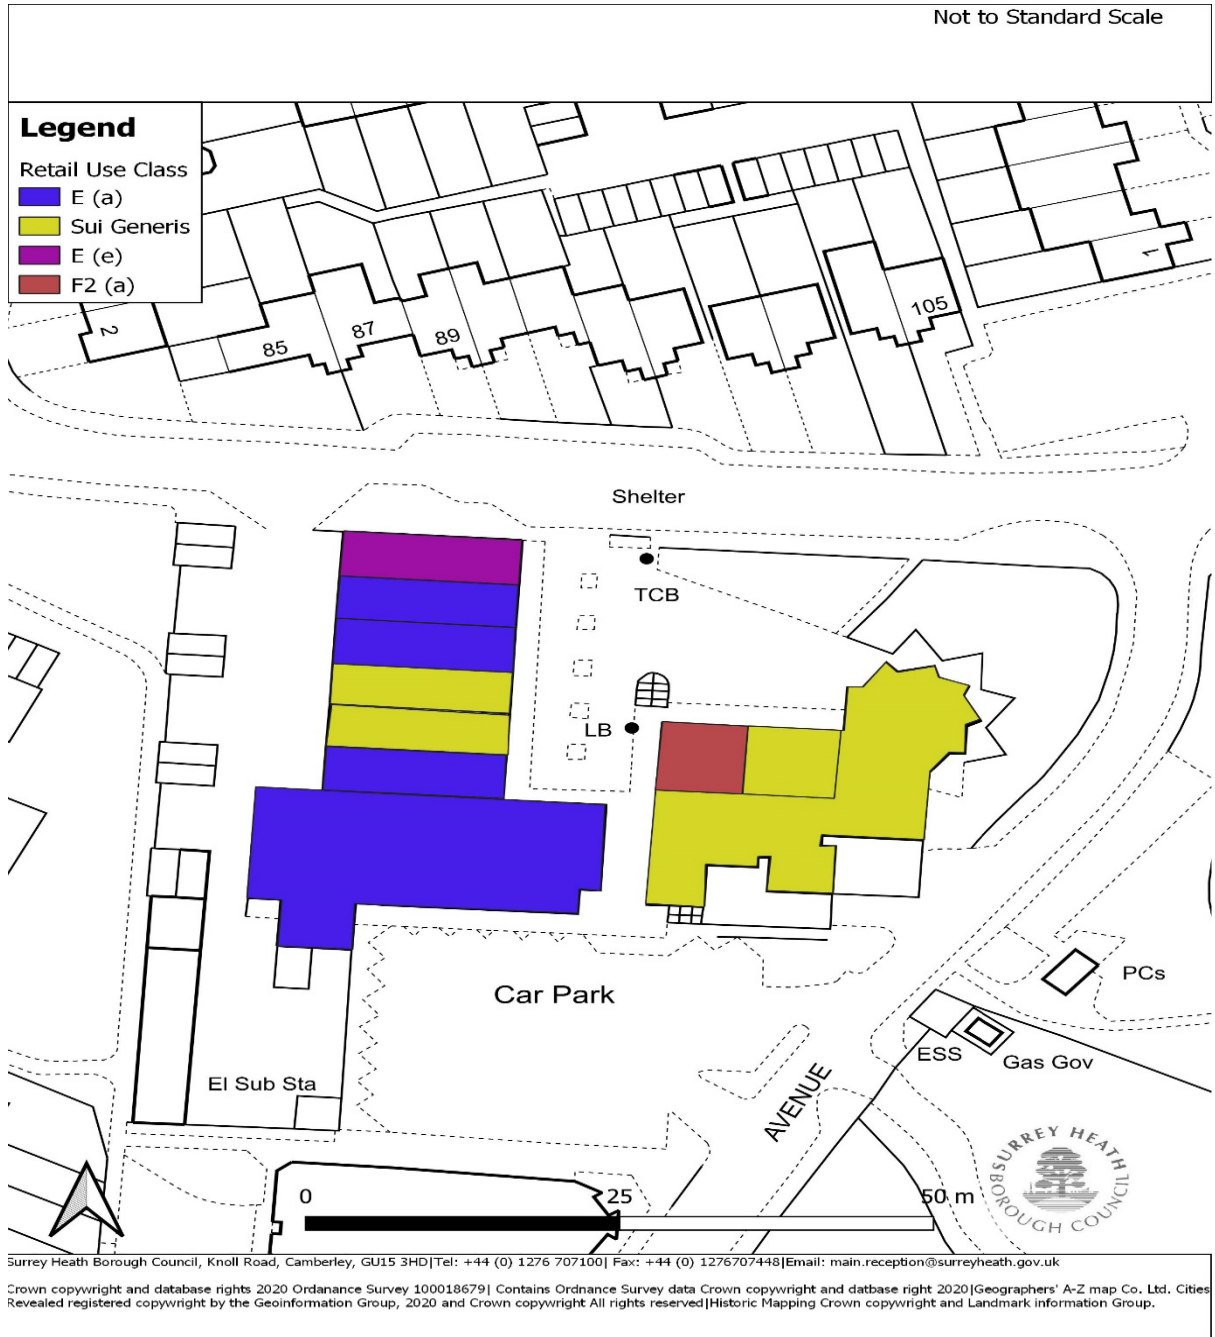 Not to Standard Scale
Legend
Retail Use Class
E (a)
Sui Generis
E (e)
F2 (a)
2
85
87
89
105
1
Shelter
TCB
LB
Car Park
PCs
ESS
Gas Gov
El Sub Sta
AVENUE
0
25
50 m
SURREY HEATH
BOROUGH COUNCIL
Surrey Heath Borough Council, Knoll Road, Camberley, GU15 3HD|Tel: +44 (0) 1276 707100| Fax: +44 (0) 1276707448|Email: main.reception@surreyheath.gov.uk
Crown copyright and database rights 2020 Ordanance Survey 100018679| Contains Ordnance Survey data Crown copyright and datbase right 2020|Geographers' A-Z map Co. Ltd. Cities
Revealed registered copyright by the Geoinformation Group, 2020 and Crown copyright All rights reserved|Historic Mapping Crown copyright and Landmark information Group.